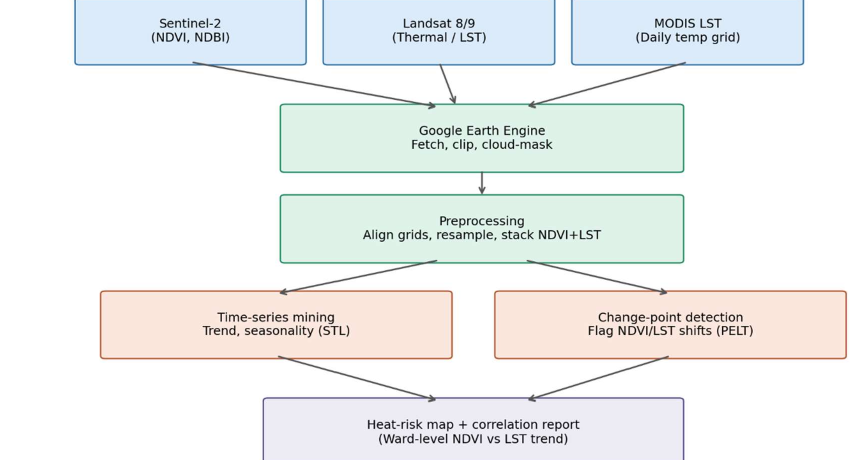 Sentinel-2
(NDVI, NDBI)
Landsat 8/9
(Thermal / LST)
MODIS LST
(Daily temp grid)
Google Earth Engine
Fetch, clip, cloud-mask
Preprocessing
Align grids, resample, stack NDVI+LST
Time-series mining
Trend, seasonality (STL)
Change-point detection
Flag NDVI/LST shifts (PELT)
Heat-risk map + correlation report
(Ward-level NDVI vs LST trend)